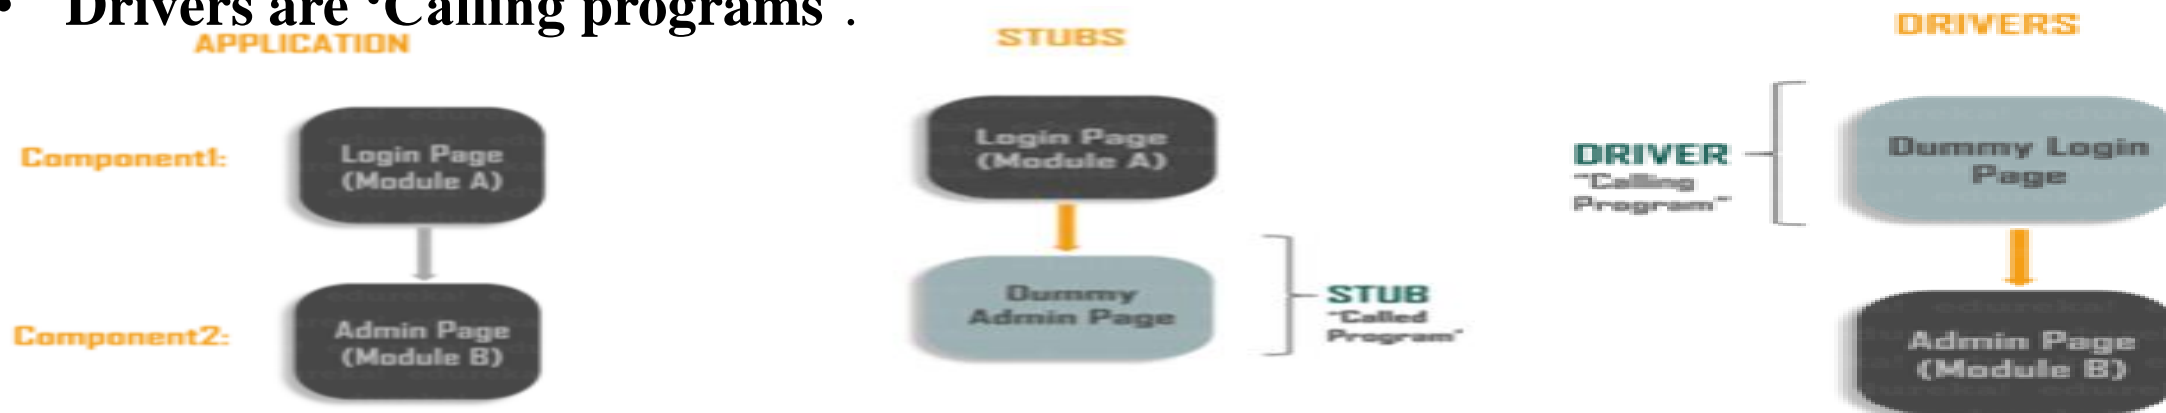 • Drivers are ‘Calling programs’.
APPLICATION
Component1:
Login Page
(Module A)
Component2:
Admin Page
(Module B)
STUBS
Login Page
(Module A)
Dummy
Admin Page
STUB
"Called
Program"
DRIVERS
DRIVER
"Calling
Program"
Dummy Login
Page
Admin Page
(Module B)